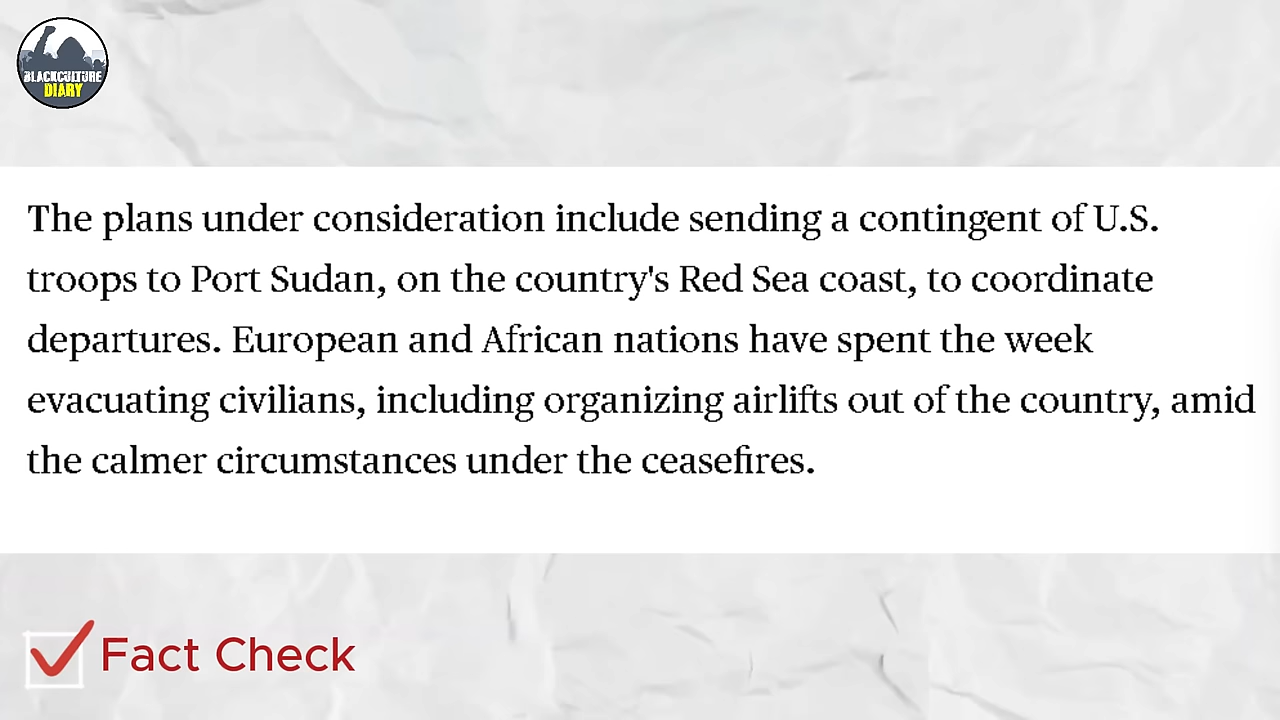 BLACKCULTURE
DIARY
The plans under consideration include sending a contingent of U.S.
troops to Port Sudan, on the country's Red Sea coast, to coordinate
departures. European and African nations have spent the week
evacuating civilians, including organizing airlifts out of the country, amid
the calmer circumstances under the ceasefires.
Fact Check